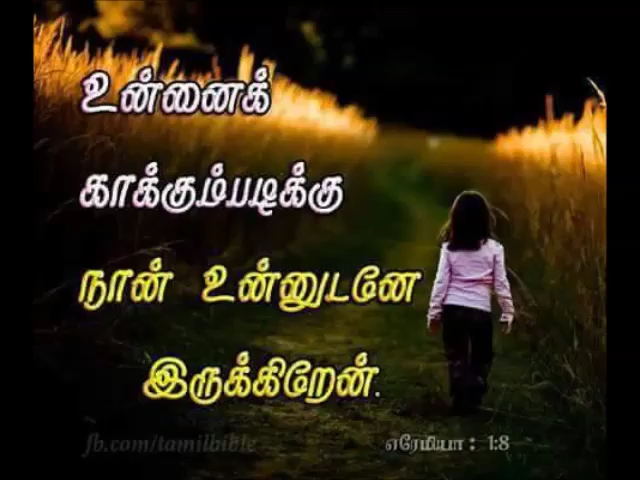 உன்னைக்
காக்கும்படிக்கு
நான் உன்னுடனே
இருக்கிறேன்.
fb.com/tamilbible எரேமியா : 1:8